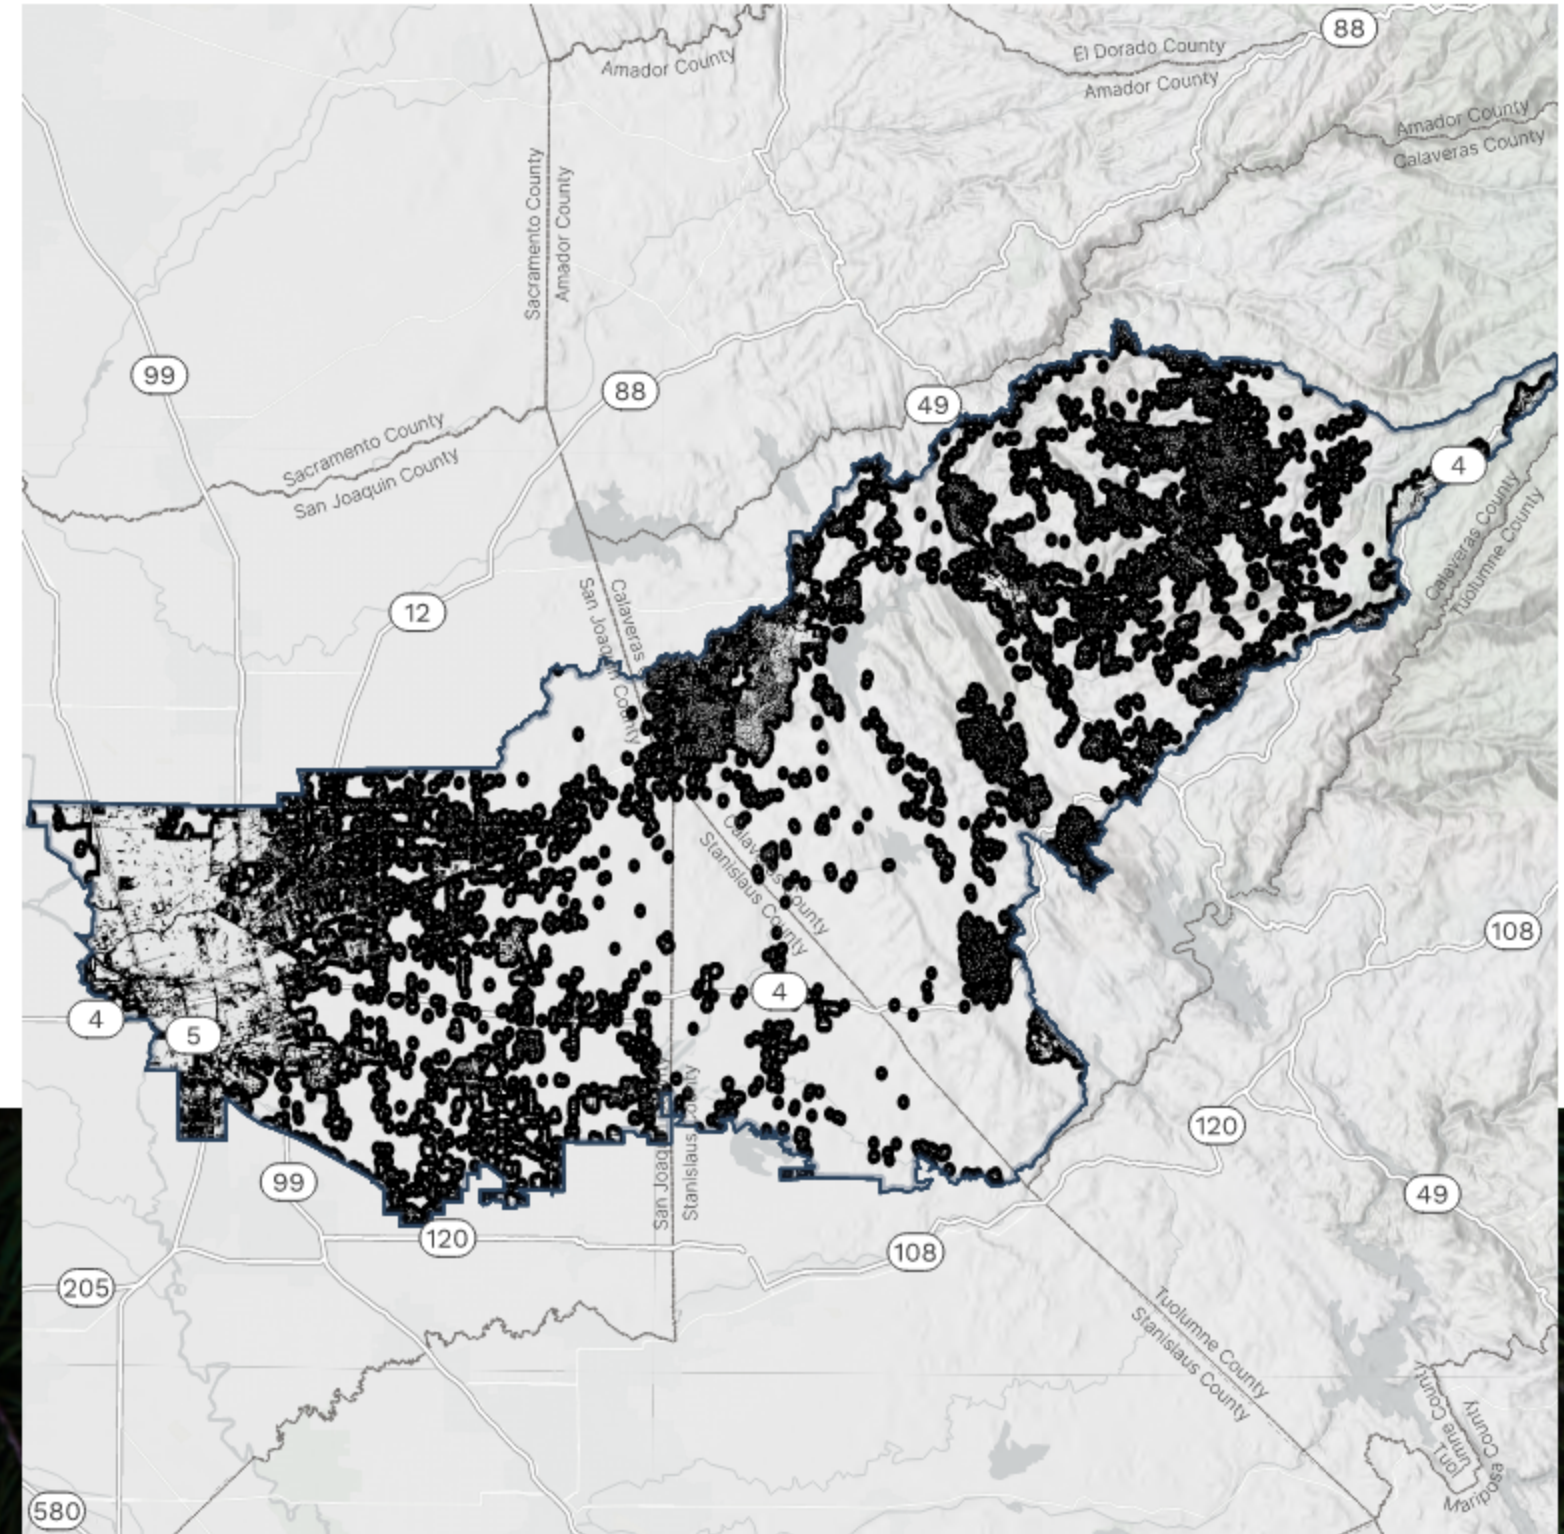 88
El Dorado County
Amador County
Amador County
Amador County
Calaveras County
Sacramento County
Amador County
99
88
49
Sacramento County
San Joaquin County
4
Calaveras County
Tuolumne County
12
Calaveras
San Joaquin County
Calaveras County
Stanislaus County
108
4
4
5
San Joaq
Stanislaus County
120
99
49
120
108
205
Tuolumne County
Stanislaus County
umne County
Mariposa County
580